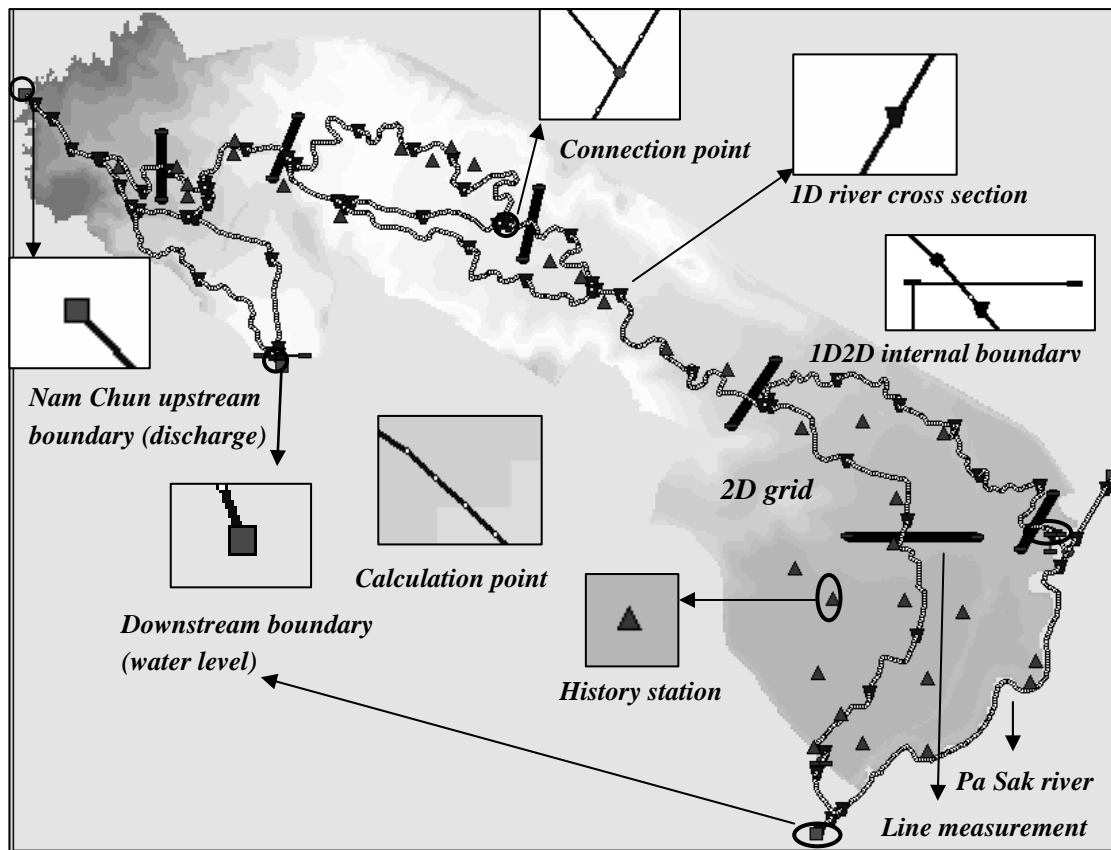 Connection point
1D river cross section
1D2D internal boundary
Nam Chun upstream
boundary (discharge)
2D grid
Calculation point
Downstream boundary
(water level)
History station
Pa Sak river
Line measurement